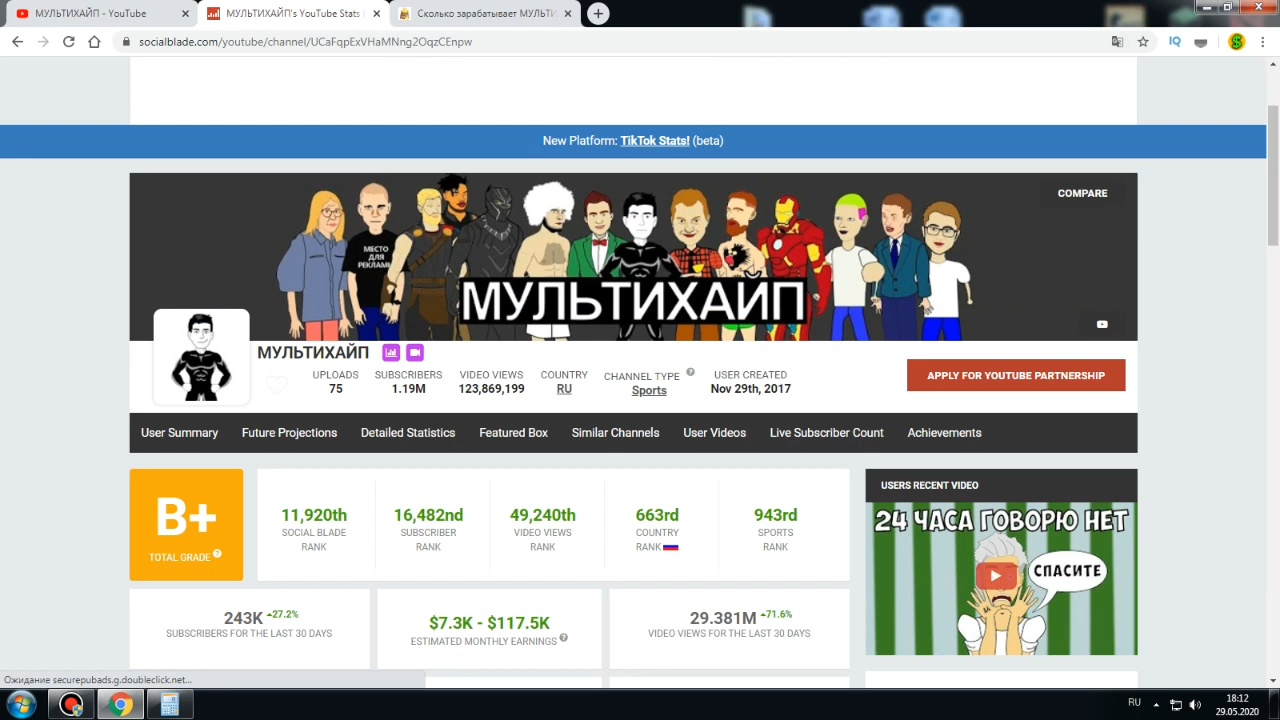 МУЛЬТИХАЙП - YouTube
МУЛЬТИХАЙП's YouTube Stats (
Сколько зарабатывает МУЛЬТИ
socialblade.com/youtube/channel/UCaFqpExVHaMNng2OqzCEnpw
IQ
New Platform: TikTok Stats! (beta)
COMPARE
МЕСТО
ДЛЯ
РЕКЛАМЫ
МУЛЬТИХАЙП
МУЛЬТИХАЙП
UPLOADS
75
SUBSCRIBERS
1.19M
VIDEO VIEWS
123,869,199
COUNTRY
RU
CHANNEL TYPE
Sports
USER CREATED
Nov 29th, 2017
APPLY FOR YOUTUBE PARTNERSHIP
User Summary
Future Projections
Detailed Statistics
Featured Box
Similar Channels
User Videos
Live Subscriber Count
Achievements
B+
TOTAL GRADE
11,920th
SOCIAL BLADE
RANK
16,482nd
SUBSCRIBER
RANK
49,240th
VIDEO VIEWS
RANK
663rd
COUNTRY
RANK
943rd
SPORTS
RANK
USERS RECENT VIDEO
24 ЧАСА ГОВОРЮ НЕТ
СПАСИТЕ
243K 27.2%
SUBSCRIBERS FOR THE LAST 30 DAYS
$7.3K - $117.5K
ESTIMATED MONTHLY EARNINGS
29.381M 71.6%
VIDEO VIEWS FOR THE LAST 30 DAYS
Ожидание securepubads.g.doubleclick.net...
RU
18:12
29.05.2020